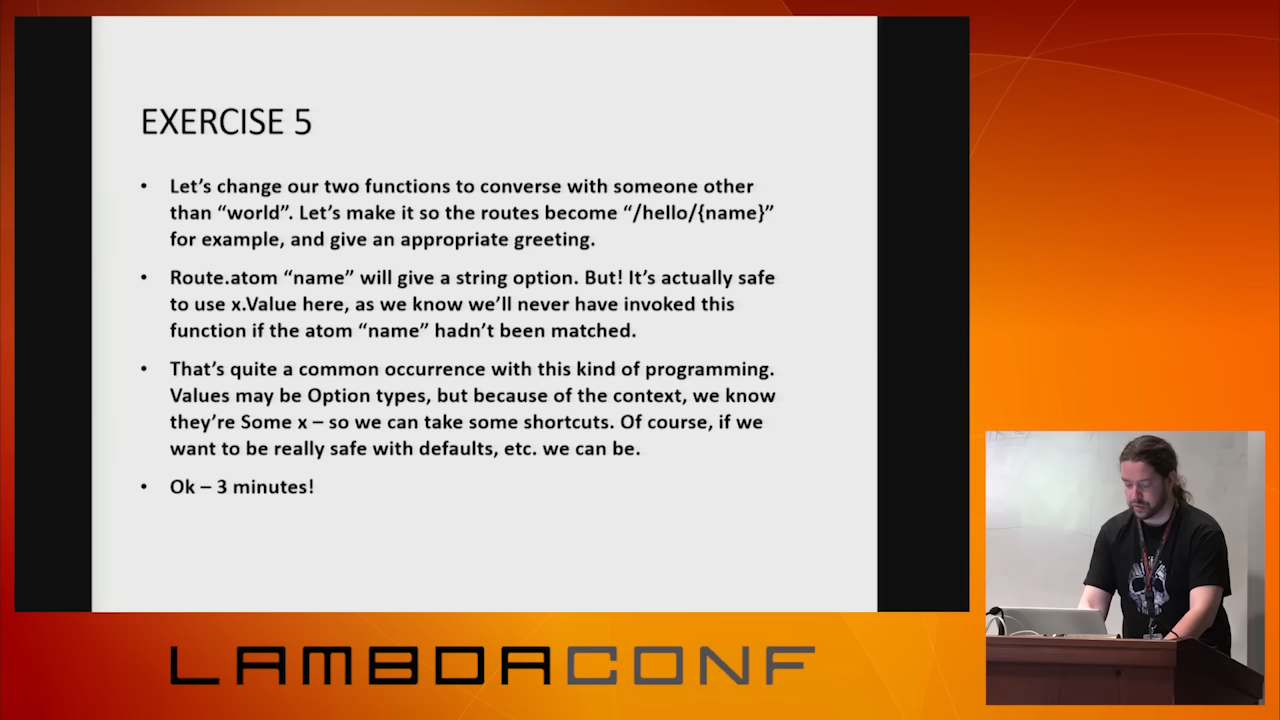 EXERCISE 5
• Let’s change our two functions to converse with someone other
than “world”. Let’s make it so the routes become “/hello/{name}”
for example, and give an appropriate greeting.
• Route.atom “name” will give a string option. But! It’s actually safe
to use x.Value here, as we know we’ll never have invoked this
function if the atom “name” hadn’t been matched.
• That’s quite a common occurrence with this kind of programming.
Values may be Option types, but because of the context, we know
they’re Some x – so we can take some shortcuts. Of course, if we
want to be really safe with defaults, etc. we can be.
• Ok – 3 minutes!
LAMBDACONF